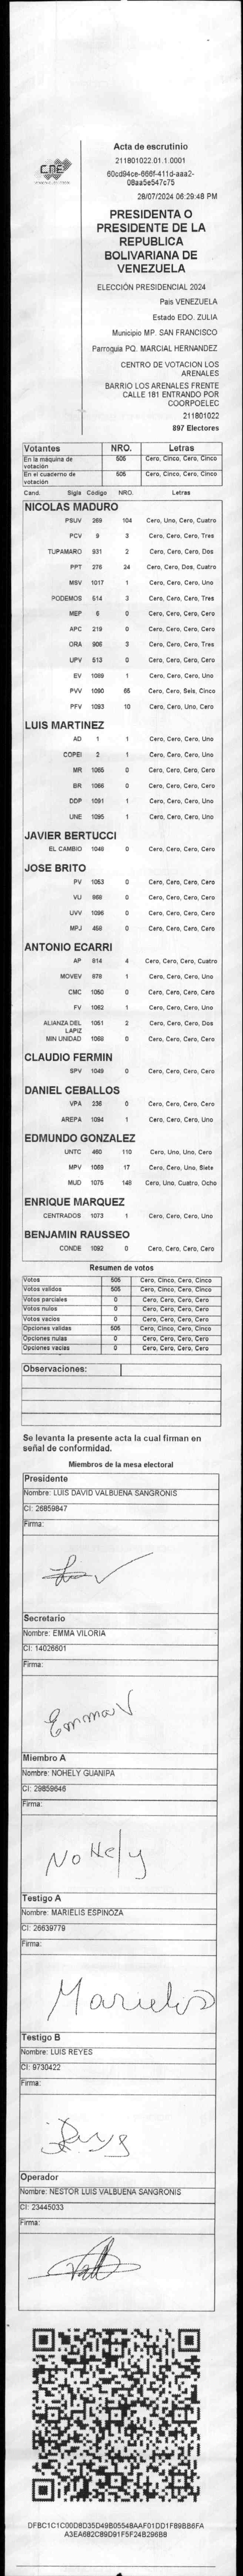 CNE
Acta de escrutinio
211801022.01.1.0001
60cd94ce-666f-411d-aaa2-
08aa5e547c75
28/07/2024 06:29:48 PM
PRESIDENTA O
PRESIDENTE DE LA
REPUBLICA
BOLIVARIANA DE
VENEZUELA
ELECCIÓN PRESIDENCIAL 2024
Pais VENEZUELA
Estado EDO. ZULIA
Municipio MP. SAN FRANCISCO
Parroquia PQ. MARCIAL HERNANDEZ
CENTRO DE VOTACION LOS
ARENALES
BARRIO LOS ARENALES FRENTE
CALLE 181 ENTRANDO POR
COORPOELEC
211801022
897 Electores
Votantes NRO. Letras
En la máquina de votación 505 Cero, Cinco, Cero, Cinco
En el cuaderno de votación 505 Cero, Cinco, Cero, Cinco
Cand. Sigla Código NRO. Letras
NICOLAS MADURO
PSUV 269 104 Cero, Uno, Cero, Cuatro
PCV 9 3 Cero, Cero, Cero, Tres
TUPAMARO 931 2 Cero, Cero, Cero, Dos
PPT 276 24 Cero, Cero, Dos, Cuatro
MSV 1017 1 Cero, Cero, Cero, Uno
PODEMOS 514 3 Cero, Cero, Cero, Tres
MEP 6 0 Cero, Cero, Cero, Cero
APC 219 0 Cero, Cero, Cero, Cero
ORA 906 3 Cero, Cero, Cero, Tres
UPV 513 0 Cero, Cero, Cero, Cero
EV 1069 1 Cero, Cero, Cero, Uno
PVV 1090 65 Cero, Cero, Seis, Cinco
PFV 1093 10 Cero, Cero, Uno, Cero
LUIS MARTINEZ
AD 1 1 Cero, Cero, Cero, Uno
COPEI 2 1 Cero, Cero, Cero, Uno
MR 1065 0 Cero, Cero, Cero, Cero
BR 1066 0 Cero, Cero, Cero, Cero
DDP 1091 1 Cero, Cero, Cero, Uno
UNE 1095 1 Cero, Cero, Cero, Uno
JAVIER BERTUCCI
EL CAMBIO 1048 0 Cero, Cero, Cero, Cero
JOSE BRITO
PV 1053 0 Cero, Cero, Cero, Cero
VU 868 0 Cero, Cero, Cero, Cero
UVV 1096 0 Cero, Cero, Cero, Cero
MPJ 458 0 Cero, Cero, Cero, Cero
ANTONIO ECARRI
AP 814 4 Cero, Cero, Cero, Cuatro
MOVEV 878 1 Cero, Cero, Cero, Uno
CMC 1050 0 Cero, Cero, Cero, Cero
FV 1062 1 Cero, Cero, Cero, Uno
ALIANZA DEL LAPIZ 1051 2 Cero, Cero, Cero, Dos
MIN UNIDAD 1068 0 Cero, Cero, Cero, Cero
CLAUDIO FERMIN
SPV 1049 0 Cero, Cero, Cero, Cero
DANIEL CEBALLOS
VPA 236 0 Cero, Cero, Cero, Cero
AREPA 1094 1 Cero, Cero, Cero, Uno
EDMUNDO GONZALEZ
UNTC 460 110 Cero, Uno, Uno, Cero
MPV 1069 17 Cero, Cero, Uno, Siete
MUD 1075 148 Cero, Uno, Cuatro, Ocho
ENRIQUE MARQUEZ
CENTRADOS 1073 1 Cero, Cero, Cero, Uno
BENJAMIN RAUSSEO
CONDE 1092 0 Cero, Cero, Cero, Cero
Resumen de votos
Votos 505 Cero, Cinco, Cero, Cinco
Votos validos 505 Cero, Cinco, Cero, Cinco
Votos parciales 0 Cero, Cero, Cero, Cero
Votos nulos 0 Cero, Cero, Cero, Cero
Votos vacios 0 Cero, Cero, Cero, Cero
Opciones validas 505 Cero, Cinco, Cero, Cinco
Opciones nulas 0 Cero, Cero, Cero, Cero
Opciones vacias 0 Cero, Cero, Cero, Cero
Observaciones:
Se levanta la presente acta la cual firman en
señal de conformidad.
Miembros de la mesa electoral
Presidente
Nombre: LUIS DAVID VALBUENA SANGRONIS
CI: 26859847
Firma:
Secretario
Nombre: EMMA VILORIA
CI: 14026601
Firma:
Emma V
Miembro A
Nombre: NOHELY GUANIPA
CI: 29859646
Firma:
Nohely
Testigo A
Nombre: MARIELIS ESPINOZA
CI: 26639779
Firma:
Marielis
Testigo B
Nombre: LUIS REYES
CI: 9730422
Firma:
Operador
Nombre: NESTOR LUIS VALBUENA SANGRONIS
CI: 23445033
Firma:
DFBC1C1C00D8D35D49B05548AAF01DD1F89BB6FA
A3EA682C89D91F5F24B296B8